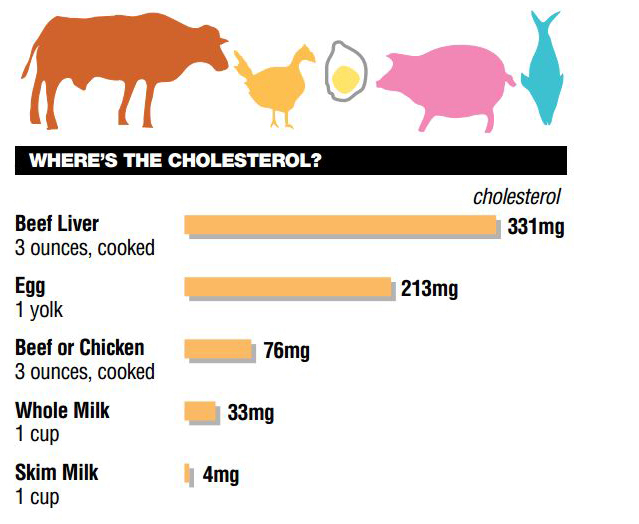 WHERE'S THE CHOLESTEROL?
cholesterol
Beef Liver
3 ounces, cooked
331mg
Egg
1 yolk
213mg
Beef or Chicken
3 ounces, cooked
76mg
Whole Milk
1 cup
33mg
Skim Milk
1 cup
4mg